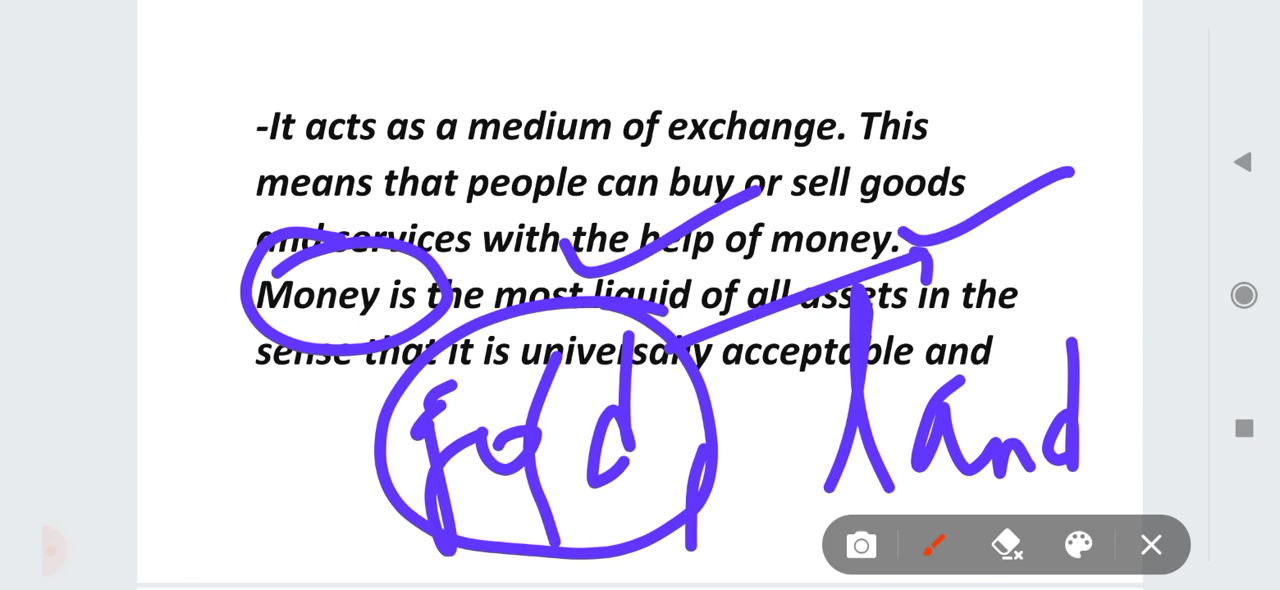 -It acts as a medium of exchange. This
means that people can buy or sell goods
and services with the help of money.
Money is the most liquid of all assets in the
sense that it is universally acceptable and
gold, land